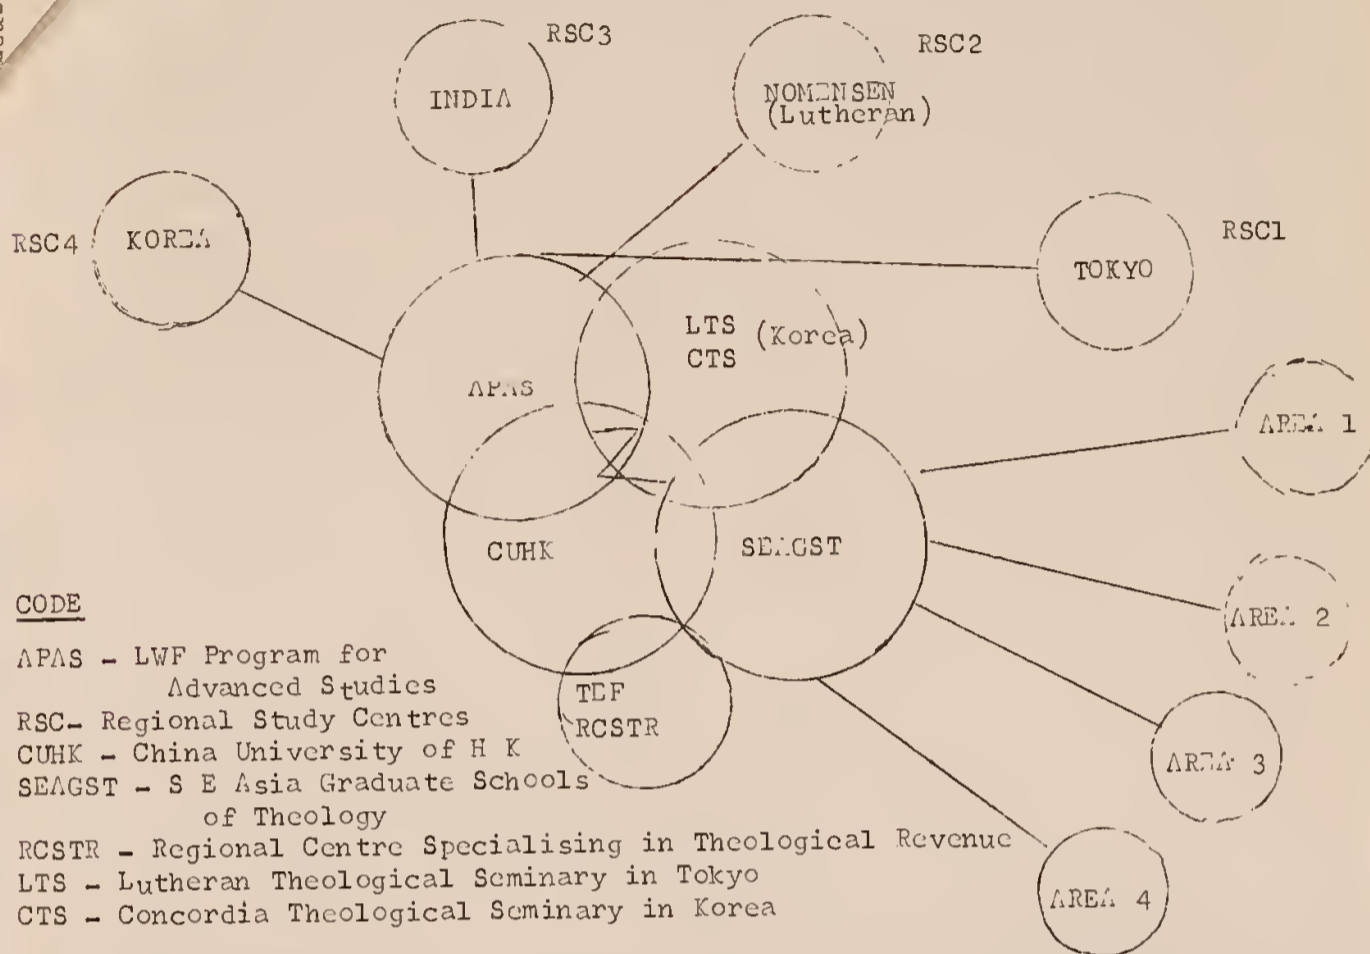 RSC3
RSC2
INDIA
NOMENSEN
(Lutheran)
RSC4
KOREA
RSC1
TOKYO
LTS
(Korea)
CTS
APAS
AREA 1
CUHK
SEAGST
AREA 2
TEF
RCSTR
AREA 3
AREA 4
CODE
APAS - LWF Program for
Advanced Studies
RSC- Regional Study Centres
CUHK - China University of H K
SEAGST - S E Asia Graduate Schools
of Theology
RCSTR - Regional Centre Specialising in Theological Revenue
LTS - Lutheran Theological Seminary in Tokyo
CTS - Concordia Theological Seminary in Korea